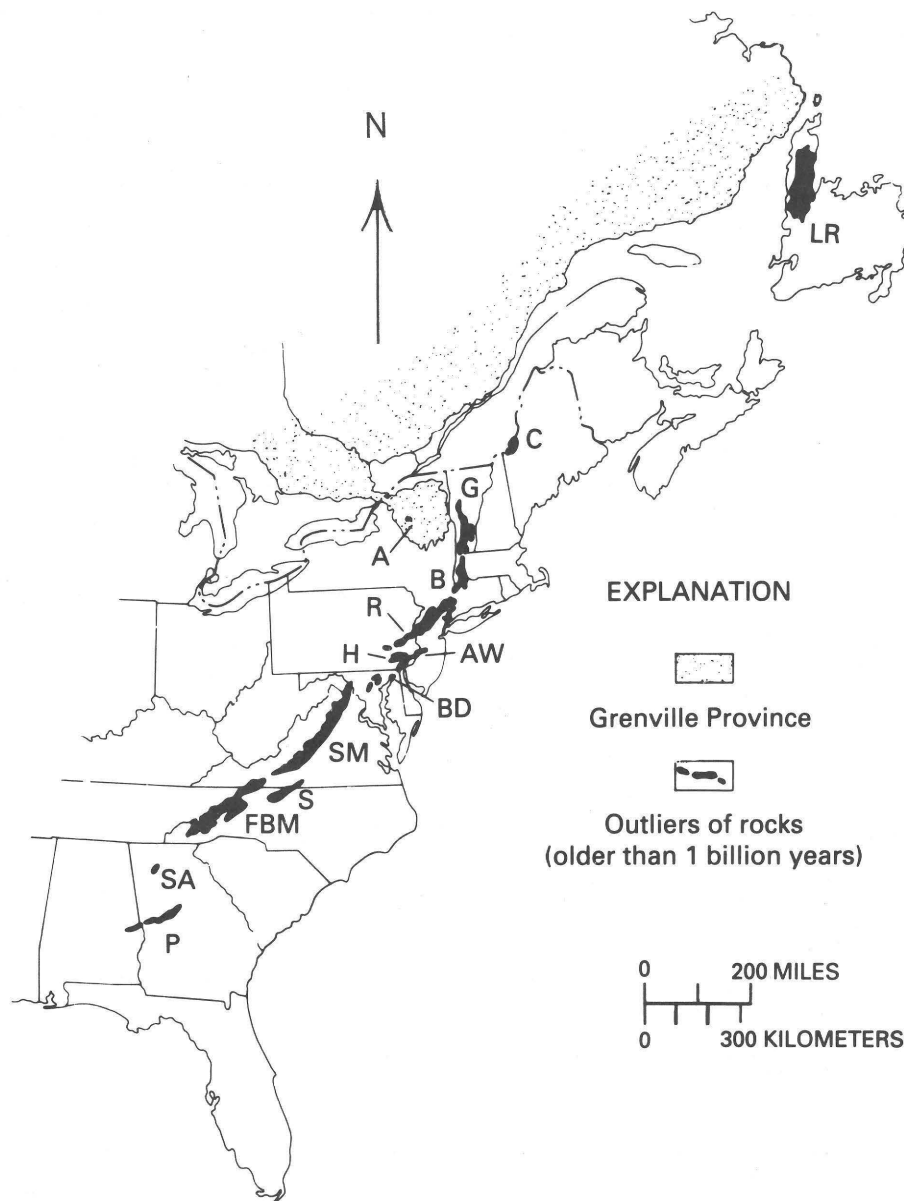 N
LR
C
G
A
B
R
H
AW
BD
SM
S
FBM
SA
P
EXPLANATION
Grenville Province
Outliers of rocks
(older than 1 billion years)
0 200 MILES
0 300 KILOMETERS